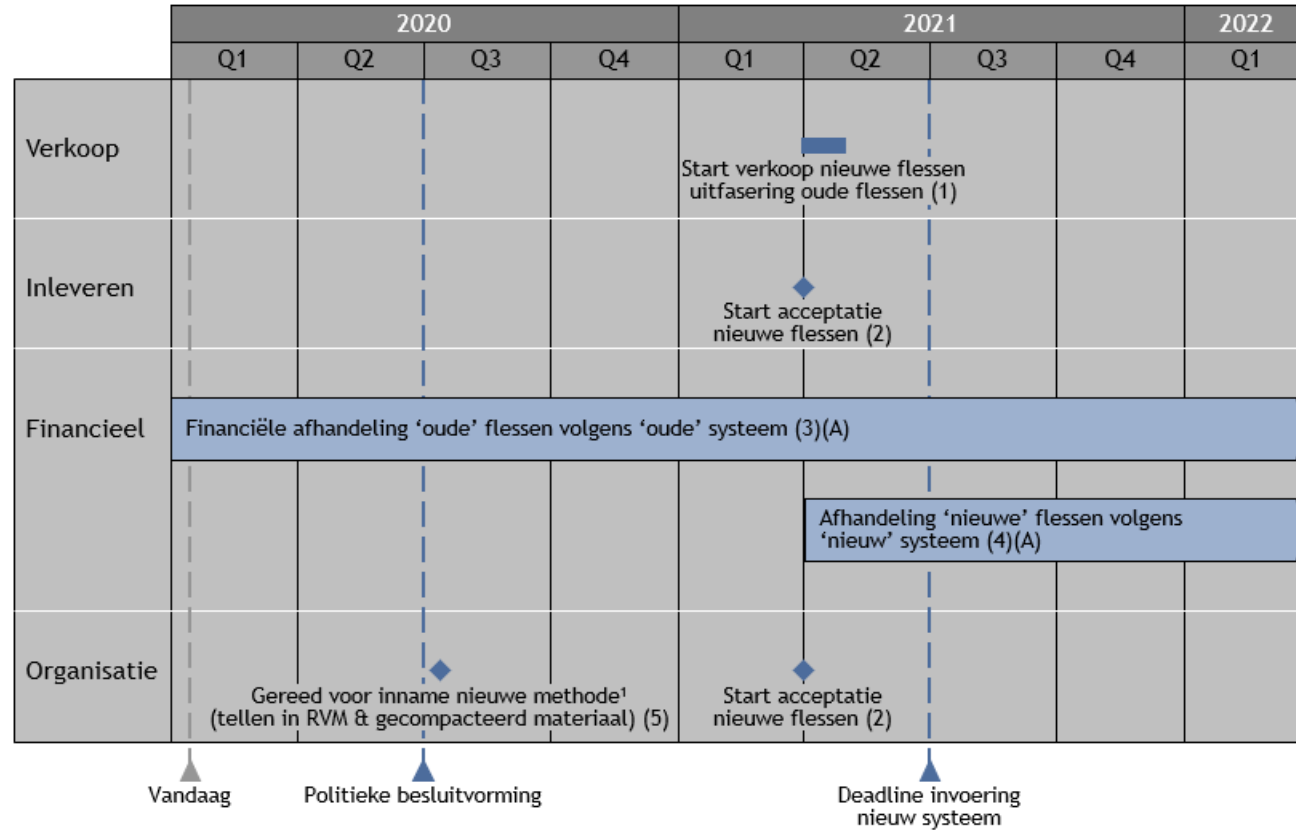 2020
2021
2022
Q1 Q2 Q3 Q4 Q1 Q2 Q3 Q4 Q1
Verkoop
Start verkoop nieuwe flessen
uitfasering oude flessen (1)
Inleveren
Start acceptatie
nieuwe flessen (2)
Financieel
Financiële afhandeling ‘oude’ flessen volgens ‘oude’ systeem (3)(A)
Afhandeling ‘nieuwe’ flessen volgens
‘nieuw’ systeem (4)(A)
Organisatie
Gereed voor inname nieuwe methode¹
(tellen in RVM & gecompacteerd materiaal) (5)
Start acceptatie
nieuwe flessen (2)
Vandaag
Politieke besluitvorming
Deadline invoering
nieuw systeem